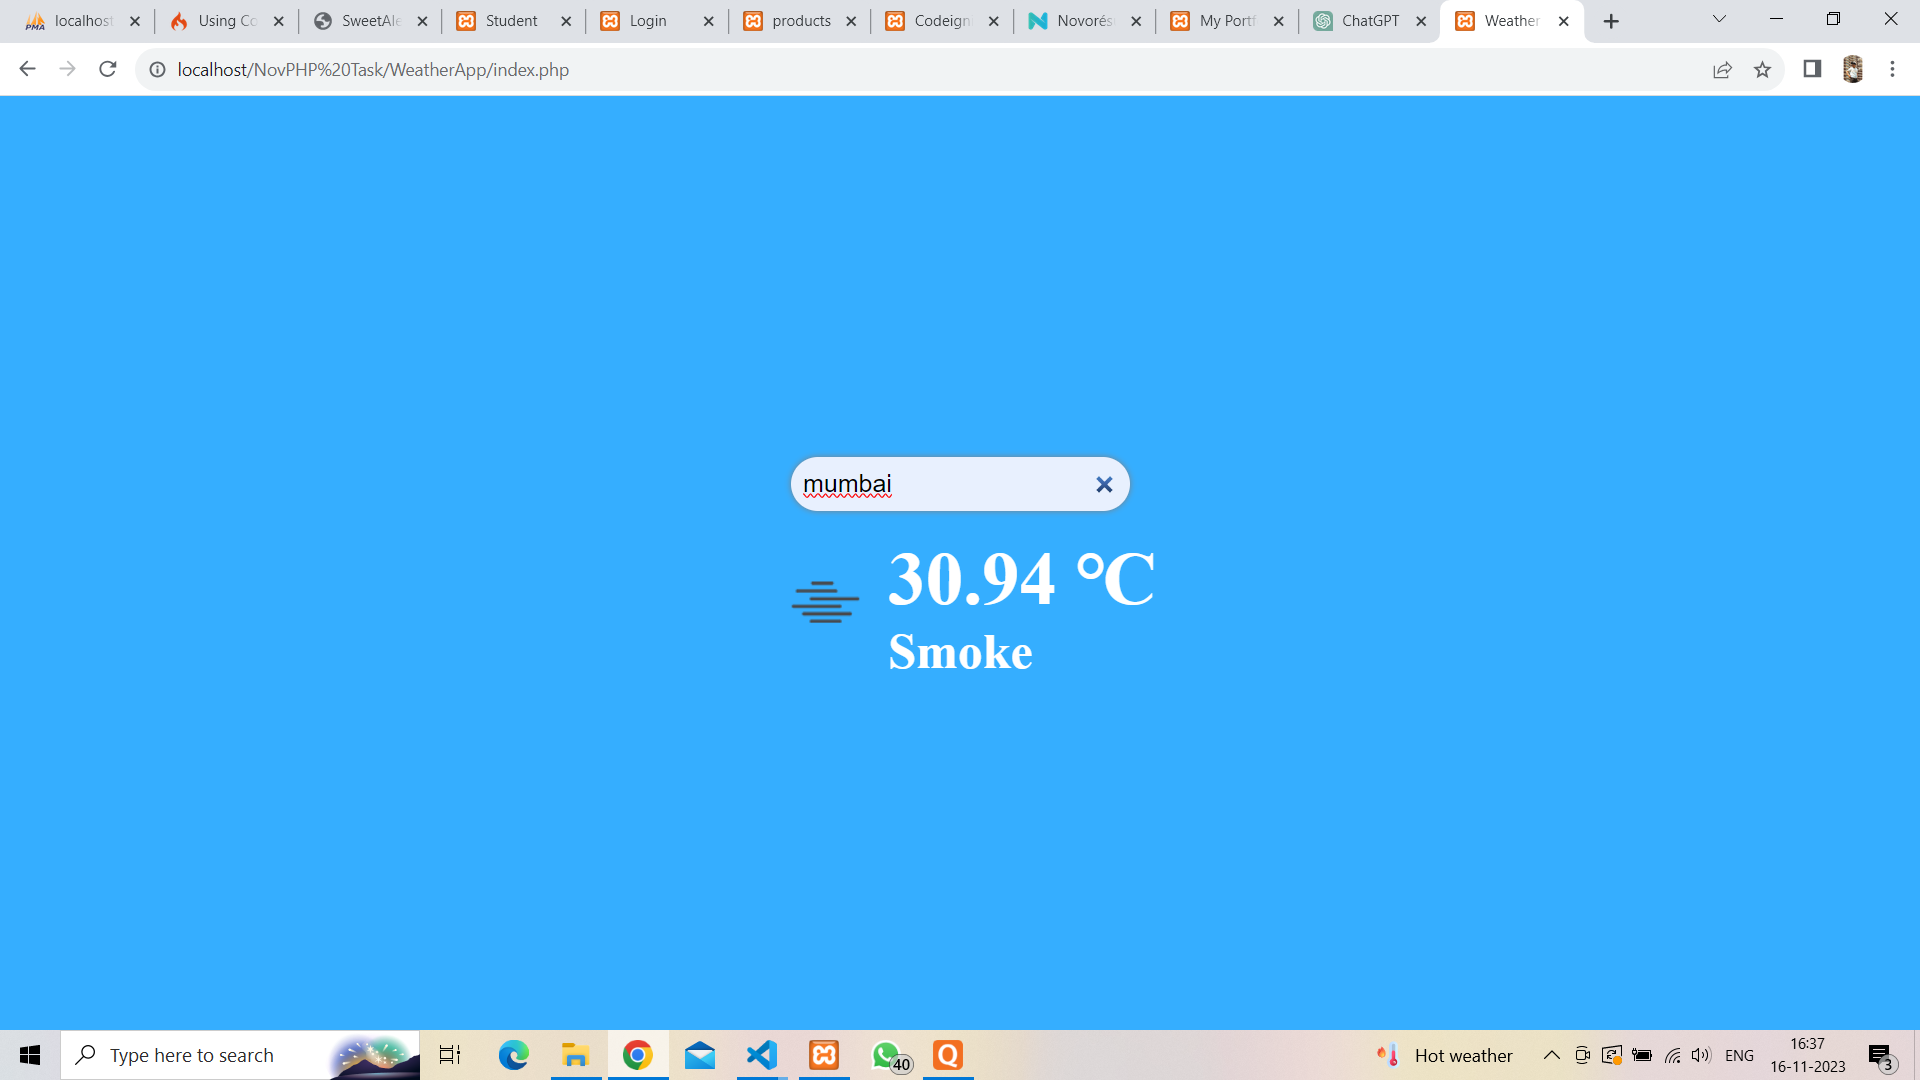 localhost
Using Co
SweetAle
Student
Login
products
Codeign
Novorés
My Portf
ChatGPT
Weather
localhost/NovPHP%20Task/WeatherApp/index.php
mumbai
30.94 °C
Smoke
Type here to search
40
Hot weather
ENG
16:37
16-11-2023
3